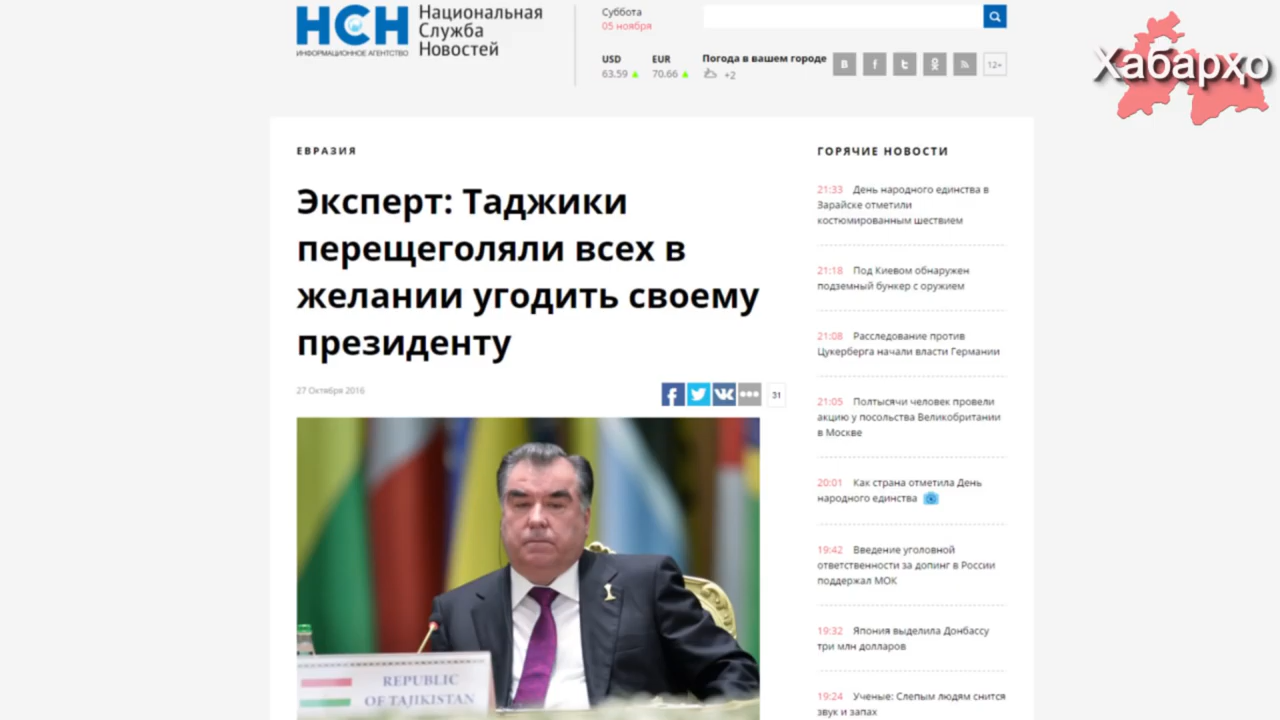 НСН
ИНФОРМАЦИОННОЕ АГЕНТСТВО
Национальная
Служба
Новостей
Суббота
05 ноября
USD
63.59
EUR
70.66
Погода в вашем городе
+2
12+
Хабарҳо
ЕВРАЗИЯ
Эксперт: Таджики
перещеголяли всех в
желании угодить своему
президенту
27 Октября 2016
31
REPUBLIC
OF TAJIKISTAN
ГОРЯЧИЕ НОВОСТИ
21:33 День народного единства в
Зарайске отметили
костюмированным шествием
21:18 Под Киевом обнаружен
подземный бункер с оружием
21:08 Расследование против
Цукерберга начали власти Германии
21:05 Полтысячи человек провели
акцию у посольства Великобритании
в Москве
20:01 Как страна отметила День
народного единства
19:42 Введение уголовной
ответственности за допинг в России
поддержал МОК
19:32 Япония выделила Донбассу
три млн долларов
19:24 Ученые: Слепым людям снится
звук и запах